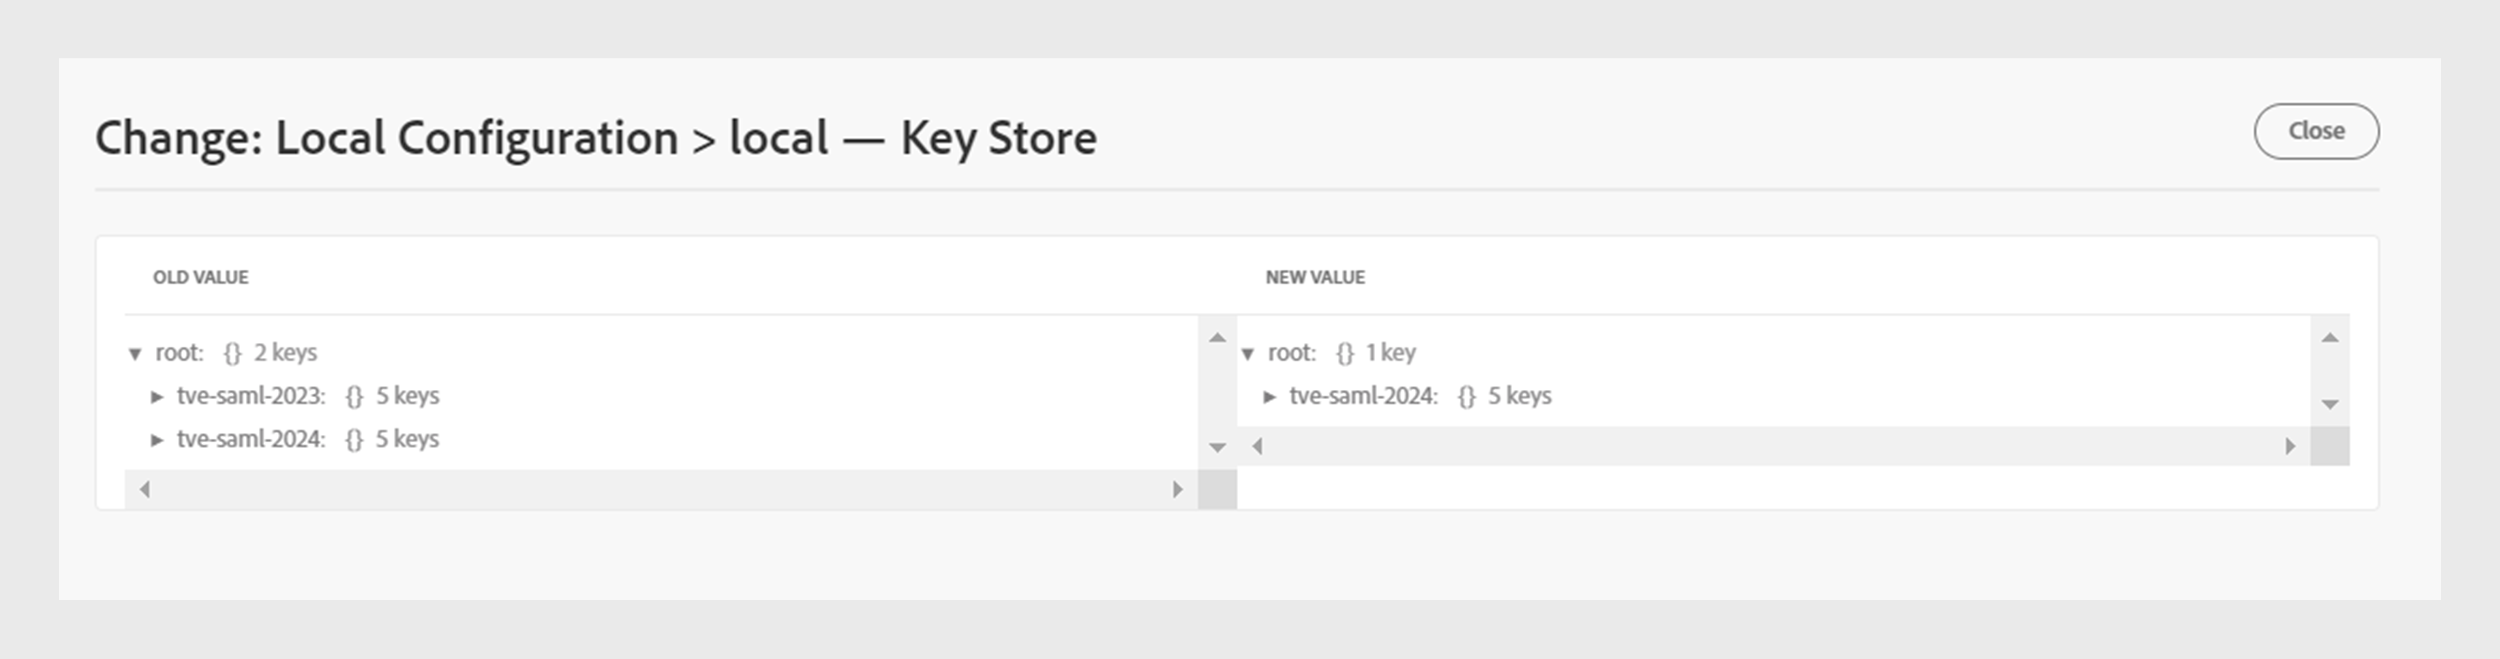 Change: Local Configuration > local — Key Store
Close
OLD VALUE
NEW VALUE
▼ root: {} 2 keys
▶ tve-saml-2023: {} 5 keys
▶ tve-saml-2024: {} 5 keys
▼ root: {} 1 key
▶ tve-saml-2024: {} 5 keys